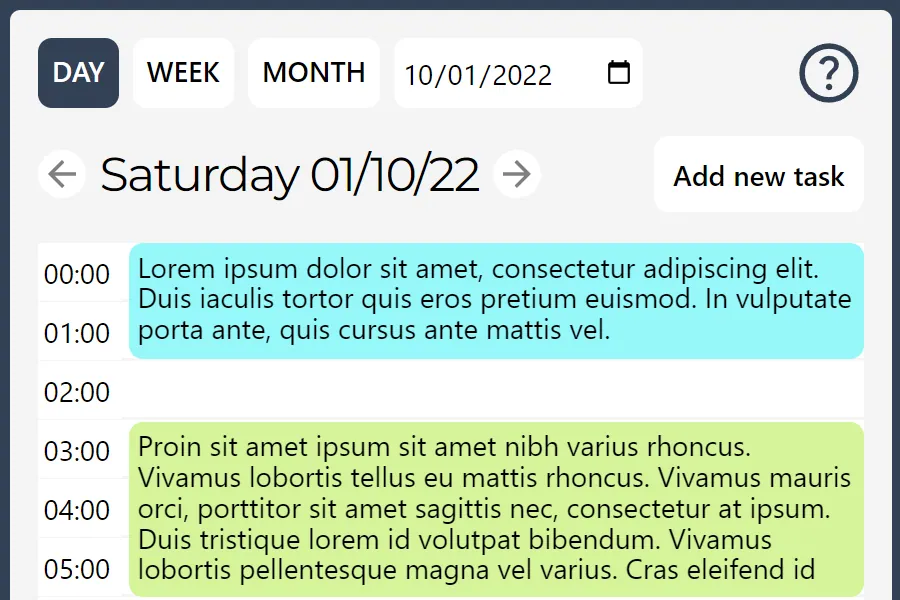 DAY WEEK MONTH 10/01/2022 ?
← Saturday 01/10/22 → Add new task
00:00 Lorem ipsum dolor sit amet, consectetur adipiscing elit.
Duis iaculis tortor quis eros pretium euismod. In vulputate
01:00 porta ante, quis cursus ante mattis vel.
02:00
03:00 Proin sit amet ipsum sit amet nibh varius rhoncus.
Vivamus lobortis tellus eu mattis rhoncus. Vivamus mauris
04:00 orci, porttitor sit amet sagittis nec, consectetur at ipsum.
Duis tristique lorem id volutpat bibendum. Vivamus
05:00 lobortis pellentesque magna vel varius. Cras eleifend id